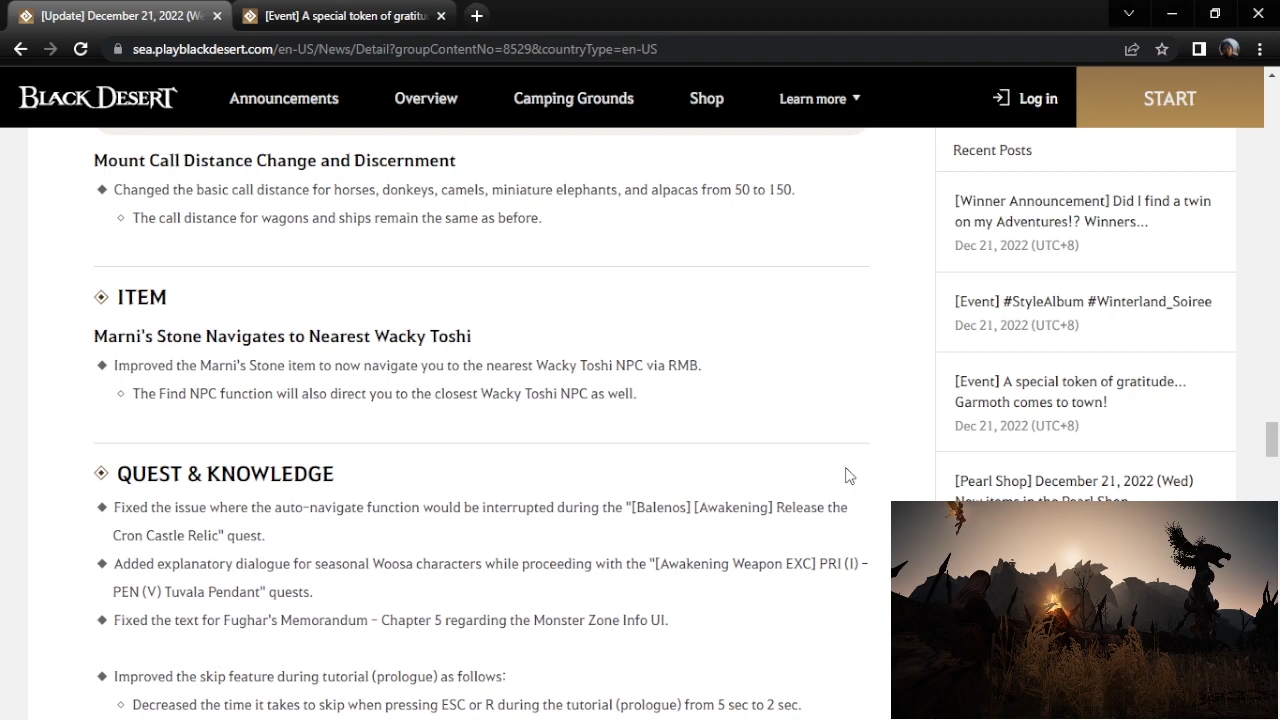 [Update] December 21, 2022 (We
[Event] A special token of gratitu
sea.playblackdesert.com/en-US/News/Detail?groupContentNo=8529&countryType=en-US
BLACK DESERT
Announcements
Overview
Camping Grounds
Shop
Learn more
Log in
START
Mount Call Distance Change and Discernment
Changed the basic call distance for horses, donkeys, camels, miniature elephants, and alpacas from 50 to 150.
The call distance for wagons and ships remain the same as before.
ITEM
Marni's Stone Navigates to Nearest Wacky Toshi
Improved the Marni's Stone item to now navigate you to the nearest Wacky Toshi NPC via RMB.
The Find NPC function will also direct you to the closest Wacky Toshi NPC as well.
QUEST & KNOWLEDGE
Fixed the issue where the auto-navigate function would be interrupted during the "[Balenos] [Awakening] Release the
Cron Castle Relic" quest.
Added explanatory dialogue for seasonal Woosa characters while proceeding with the "[Awakening Weapon EXC] PRI (I) –
PEN (V) Tuvala Pendant" quests.
Fixed the text for Fughar's Memorandum – Chapter 5 regarding the Monster Zone Info UI.
Improved the skip feature during tutorial (prologue) as follows:
Decreased the time it takes to skip when pressing ESC or R during the tutorial (prologue) from 5 sec to 2 sec.
Recent Posts
[Winner Announcement] Did I find a twin
on my Adventures!? Winners...
Dec 21, 2022 (UTC+8)
[Event] #StyleAlbum #Winterland_Soiree
Dec 21, 2022 (UTC+8)
[Event] A special token of gratitude...
Garmoth comes to town!
Dec 21, 2022 (UTC+8)
[Pearl Shop] December 21, 2022 (Wed)
New items in the Pearl Shop